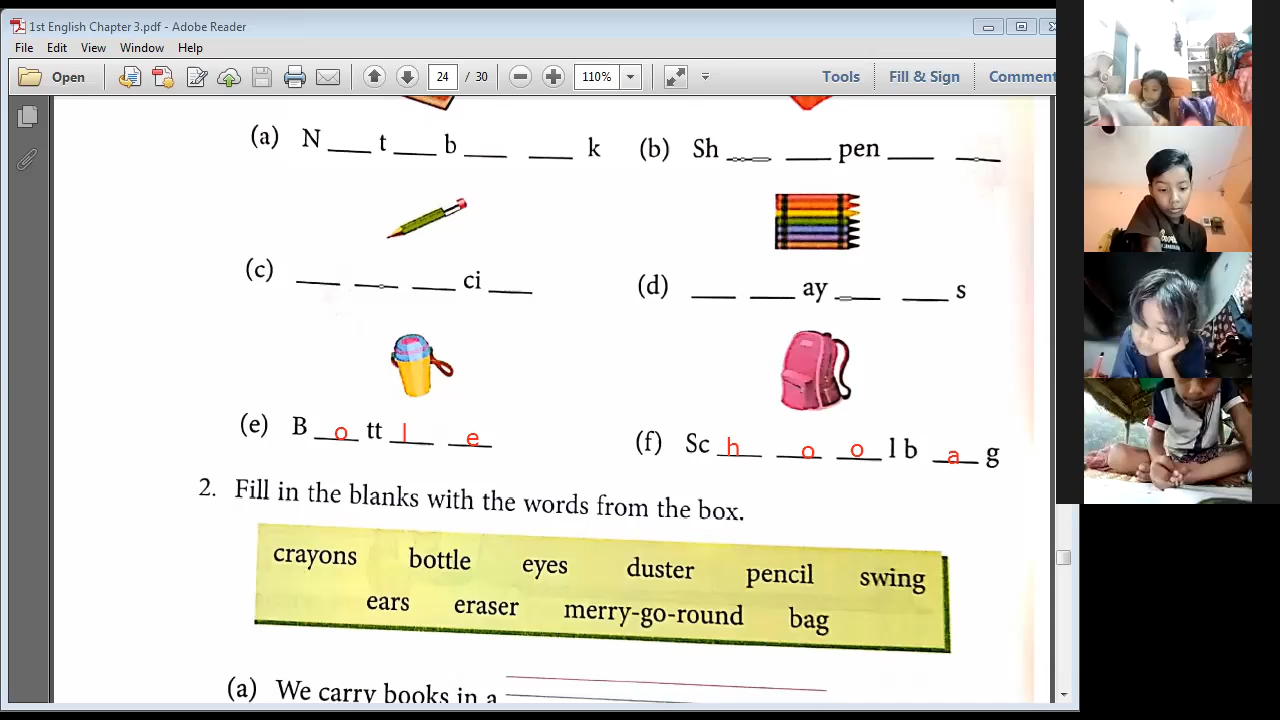 1st English Chapter 3.pdf - Adobe Reader
File Edit View Window Help
Open 24 / 30 110% Tools Fill & Sign Comment
(a) N ___ t ___ b ___ ___ k (b) Sh ___ ___ pen ___ ___
(c) ___ ___ ___ ci ___ (d) ___ ___ ay ___ ___ s
(e) B o tt l e (f) Sc h o o l b a g
2. Fill in the blanks with the words from the box.
crayons bottle eyes duster pencil swing
ears eraser merry-go-round bag
(a) We carry books in a